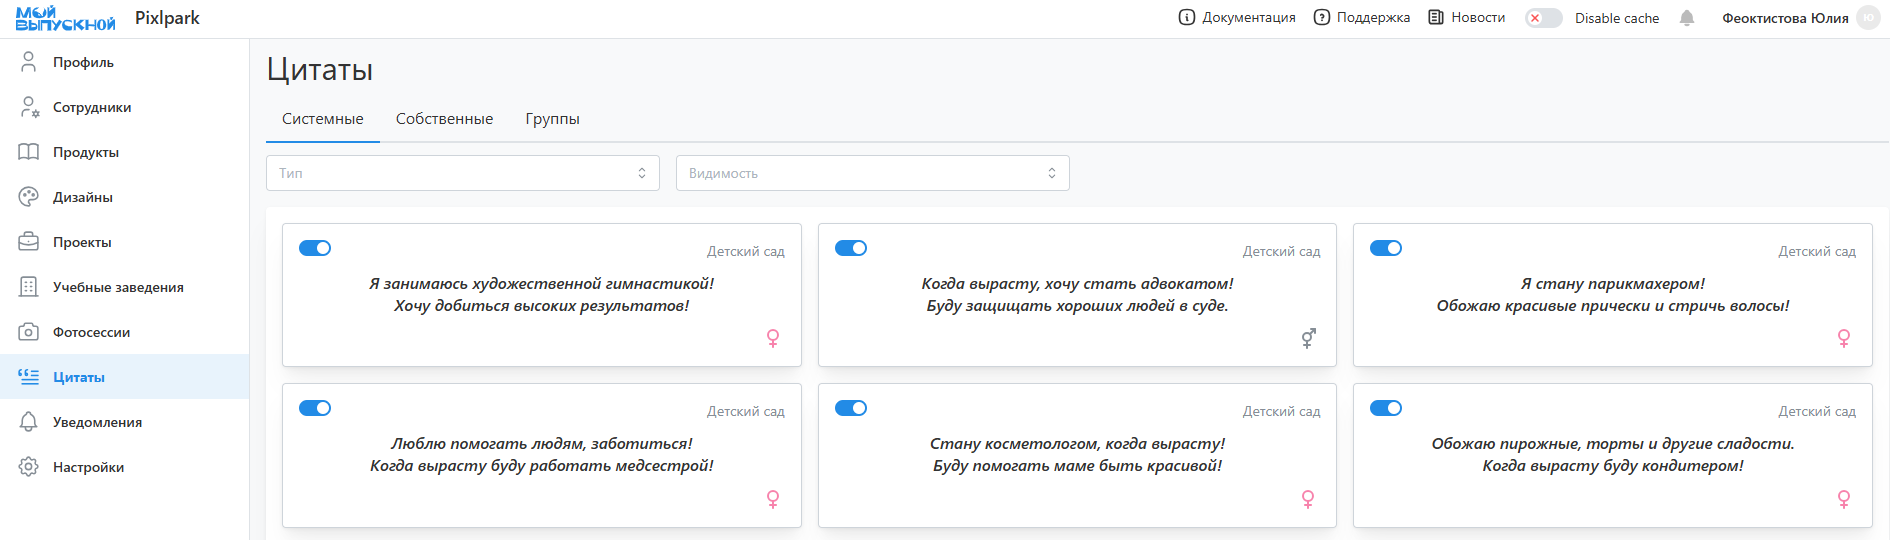 МОЙ
ВЫПУСКНОЙ
Pixlpark
Документация
Поддержка
Новости
Disable cache
Феоктистова Юлия
Ю
Профиль
Сотрудники
Продукты
Дизайны
Проекты
Учебные заведения
Фотосессии
Цитаты
Уведомления
Настройки
Цитаты
Системные
Собственные
Группы
Тип
Видимость
Детский сад
Я занимаюсь художественной гимнастикой!
Хочу добиться высоких результатов!
Детский сад
Когда вырасту, хочу стать адвокатом!
Буду защищать хороших людей в суде.
Детский сад
Я стану парикмахером!
Обожаю красивые прически и стричь волосы!
Детский сад
Люблю помогать людям, заботиться!
Когда вырасту буду работать медсестрой!
Детский сад
Стану косметологом, когда вырасту!
Буду помогать маме быть красивой!
Детский сад
Обожаю пирожные, торты и другие сладости.
Когда вырасту буду кондитером!